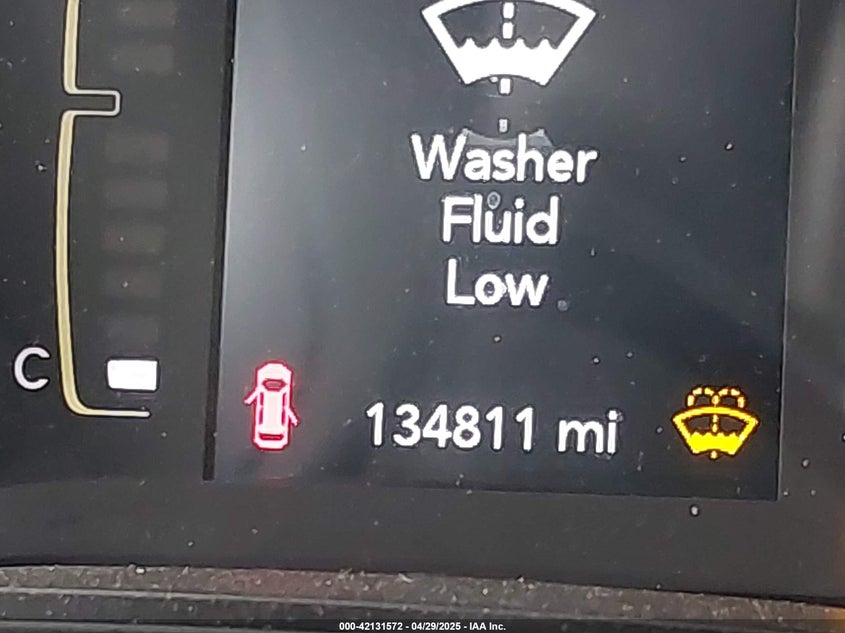 Washer
Fluid
Low
C
134811 mi
000-42131572 - 04/29/2025 - IAA Inc.